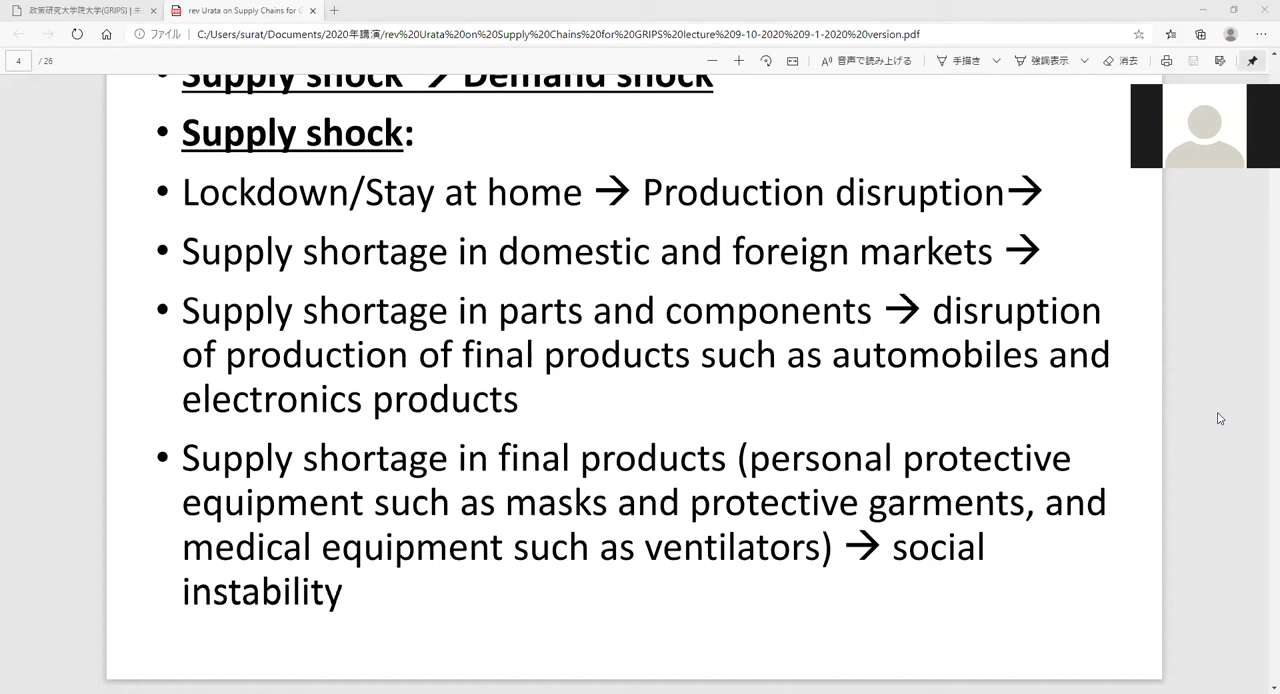 政策研究大学院大学(GRIPS) | 未
rev Urata on Supply Chains for G
ファイル
C:/Users/surat/Documents/2020年講演/rev%20Urata%20on%20Supply%20Chains%20for%20GRIPS%20lecture%209-10-2020%209-1-2020%20version.pdf
4 / 26
音声で読み上げる
手描き
強調表示
消去
• Supply shock → Demand shock
• Supply shock:
• Lockdown/Stay at home → Production disruption→
• Supply shortage in domestic and foreign markets →
• Supply shortage in parts and components → disruption
of production of final products such as automobiles and
electronics products
• Supply shortage in final products (personal protective
equipment such as masks and protective garments, and
medical equipment such as ventilators) → social
instability